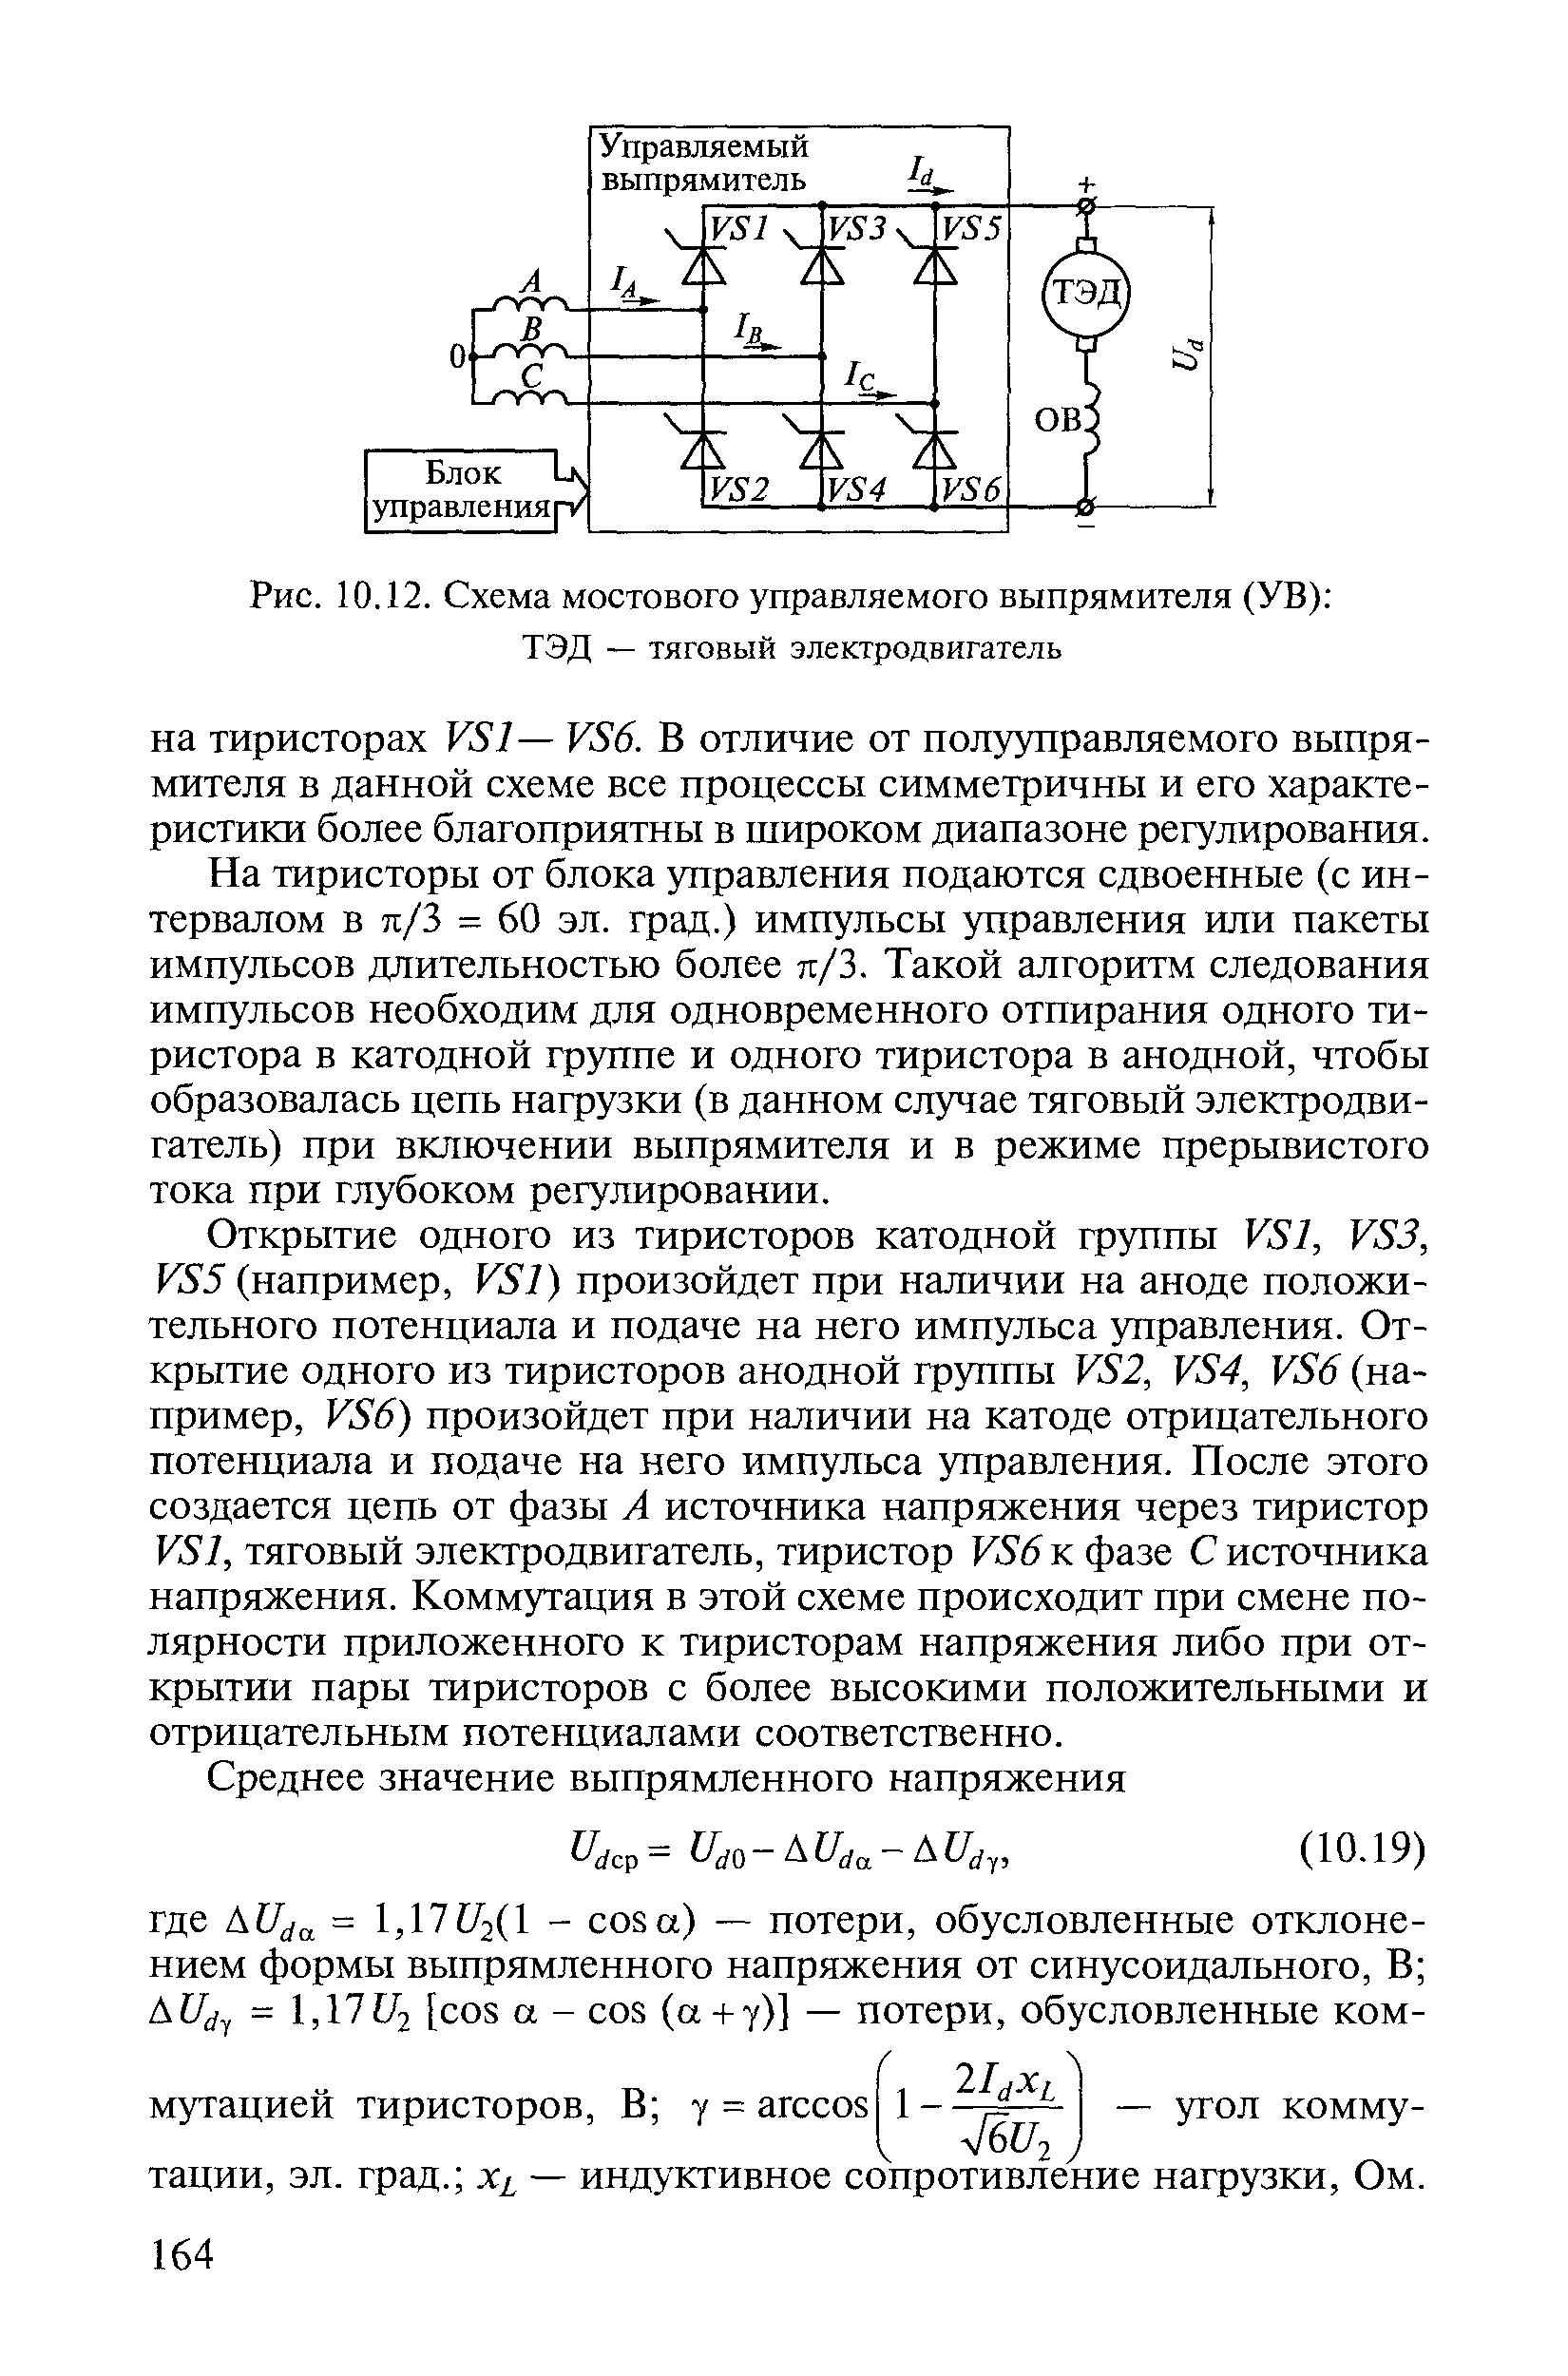 Управляемый
выпрямитель
I_d
+
VS1
VS3
VS5
A
I_A
ТЭД
B
I_B
0
U_d
C
I_C
ОВ
Блок
управления
VS2
VS4
VS6
−
Рис. 10.12. Схема мостового управляемого выпрямителя (УВ):
ТЭД — тяговый электродвигатель
на тиристорах VS1— VS6. В отличие от полууправляемого выпря-
мителя в данной схеме все процессы симметричны и его характе-
ристики более благоприятны в широком диапазоне регулирования.
На тиристоры от блока управления подаются сдвоенные (с ин-
тервалом в π/3 = 60 эл. град.) импульсы управления или пакеты
импульсов длительностью более π/3. Такой алгоритм следования
импульсов необходим для одновременного отпирания одного ти-
ристора в катодной группе и одного тиристора в анодной, чтобы
образовалась цепь нагрузки (в данном случае тяговый электродви-
гатель) при включении выпрямителя и в режиме прерывистого
тока при глубоком регулировании.
Открытие одного из тиристоров катодной группы VS1, VS3,
VS5 (например, VS1) произойдет при наличии на аноде положи-
тельного потенциала и подаче на него импульса управления. От-
крытие одного из тиристоров анодной группы VS2, VS4, VS6 (на-
пример, VS6) произойдет при наличии на катоде отрицательного
потенциала и подаче на него импульса управления. После этого
создается цепь от фазы A источника напряжения через тиристор
VS1, тяговый электродвигатель, тиристор VS6 к фазе C источника
напряжения. Коммутация в этой схеме происходит при смене по-
лярности приложенного к тиристорам напряжения либо при от-
крытии пары тиристоров с более высокими положительными и
отрицательным потенциалами соответственно.
Среднее значение выпрямленного напряжения
U_dср = U_d0 − ΔU_dα − ΔU_dγ, (10.19)
где ΔU_dα = 1,17U_2(1 − cos α) — потери, обусловленные отклоне-
нием формы выпрямленного напряжения от синусоидального, В;
ΔU_dγ = 1,17U_2 [cos α − cos (α + γ)] — потери, обусловленные ком-
мутацией тиристоров, В; γ = arccos(1 − 2I_d x_L / √6U_2) — угол комму-
тации, эл. град.; x_L — индуктивное сопротивление нагрузки, Ом.
164